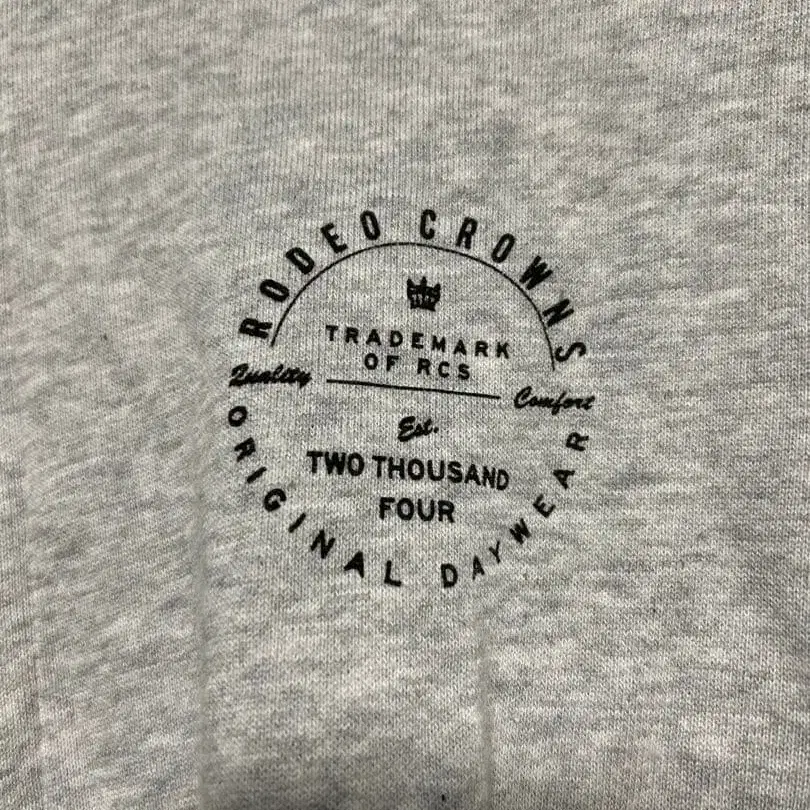 RODEO CROWNS
TRADEMARK
OF RCS
Quality
Comfort
Est.
TWO THOUSAND
FOUR
ORIGINAL DAYWEAR